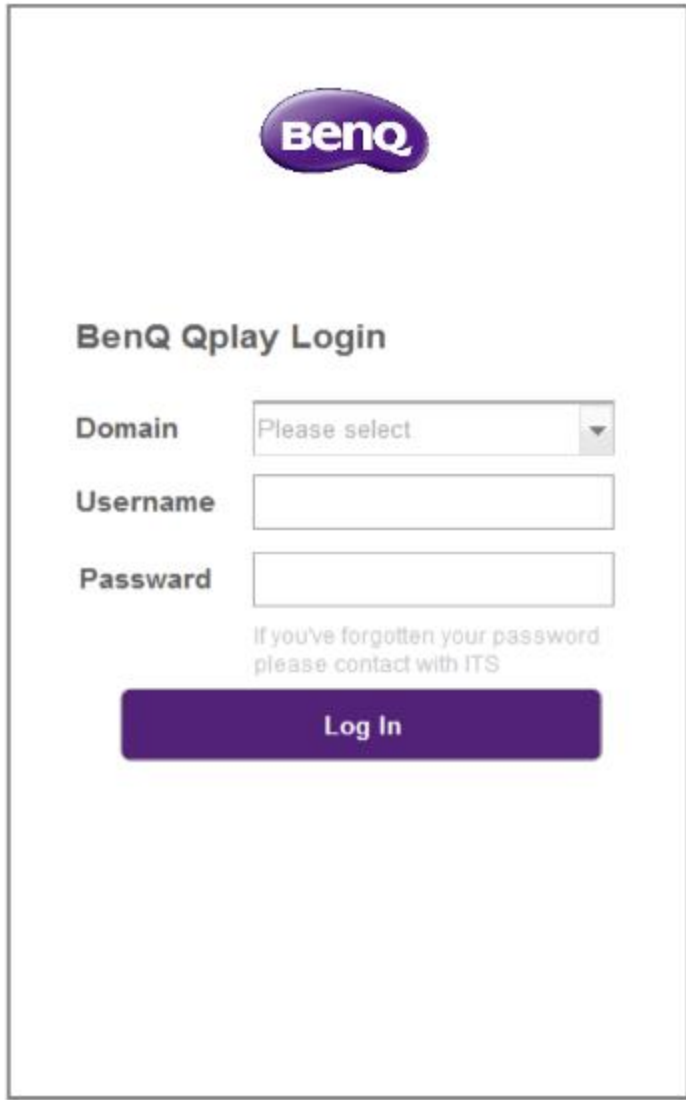 BenQ
BenQ Qplay Login
Domain Please select
Username
Passward
If you've forgotten your password
please contact with ITS
Log In